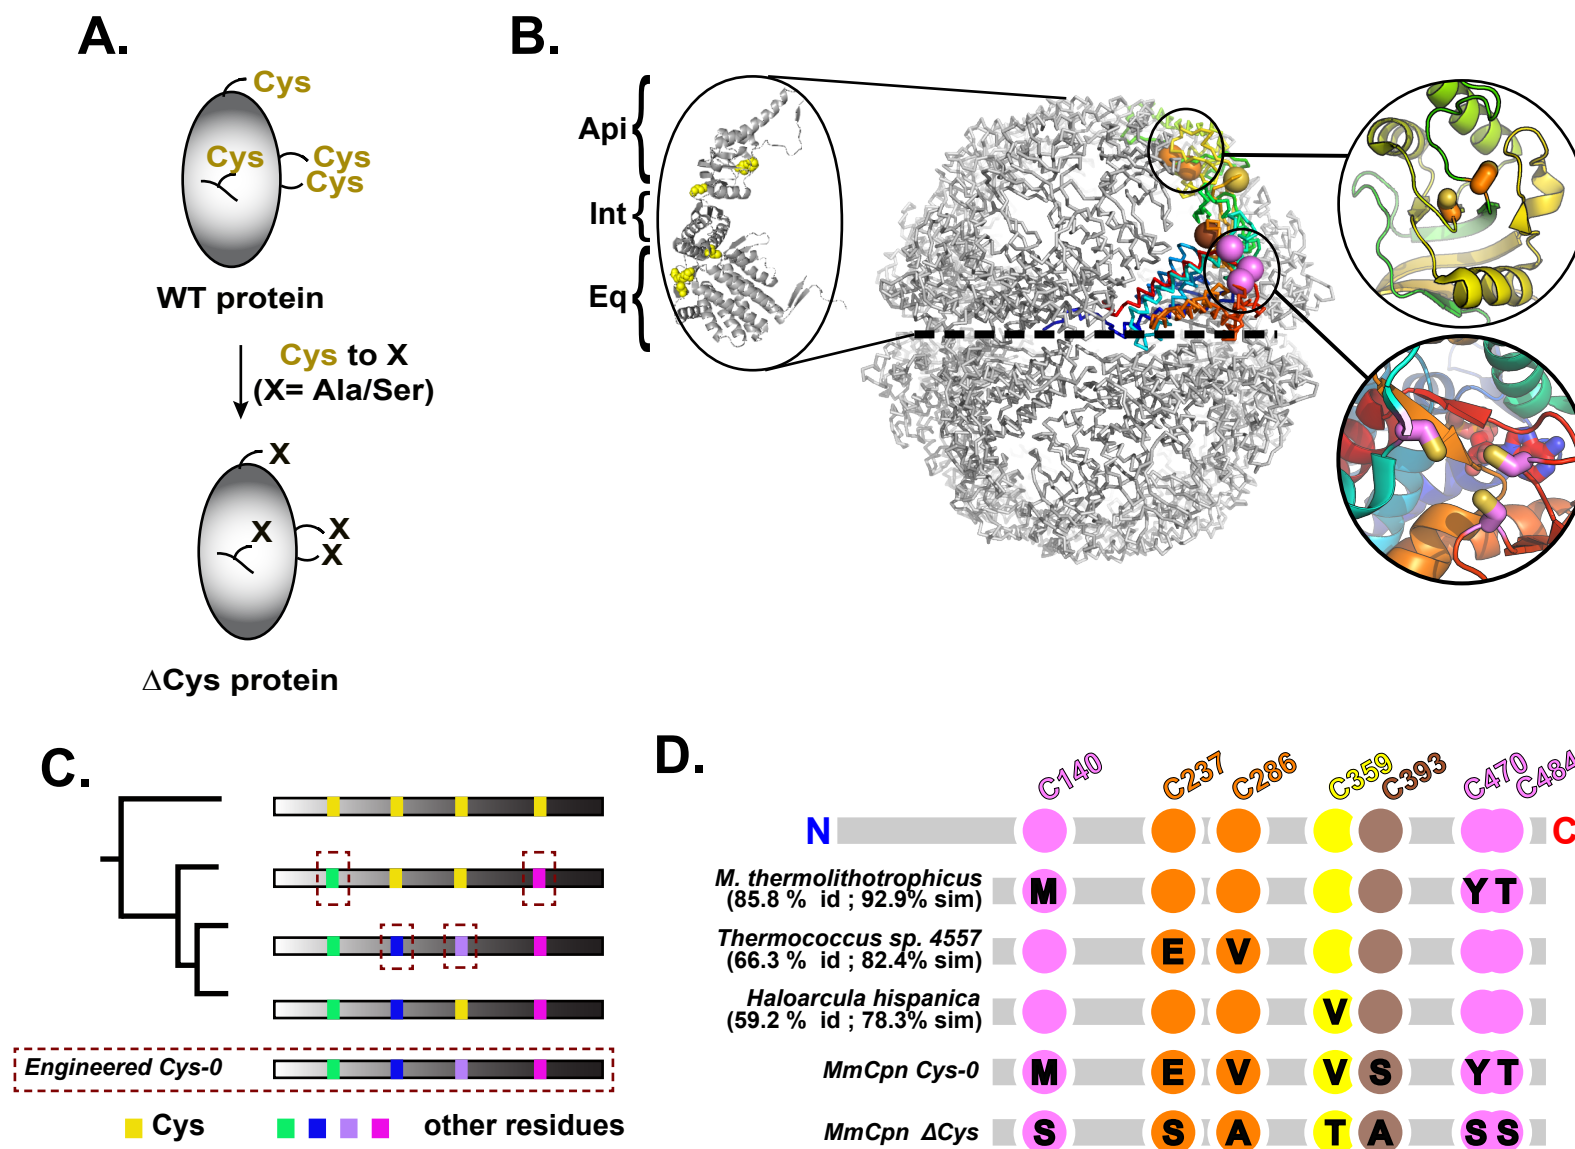 A.
Cys
Cys
Cys
Cys
WT protein
Cys to X
(X= Ala/Ser)
X
X
X
X
ΔCys protein
B.
Api
Int
Eq
C.
Engineered Cys-0
Cys
other residues
D.
C140
C237
C286
C359
C393
C470
C484
N
C
M. thermolithotrophicus
(85.8 % id ; 92.9% sim)
M
Y T
Thermococcus sp. 4557
(66.3 % id ; 82.4% sim)
E V
Haloarcula hispanica
(59.2 % id ; 78.3% sim)
V
MmCpn Cys-0
M E V V S Y T
MmCpn ΔCys
S S A T A S S